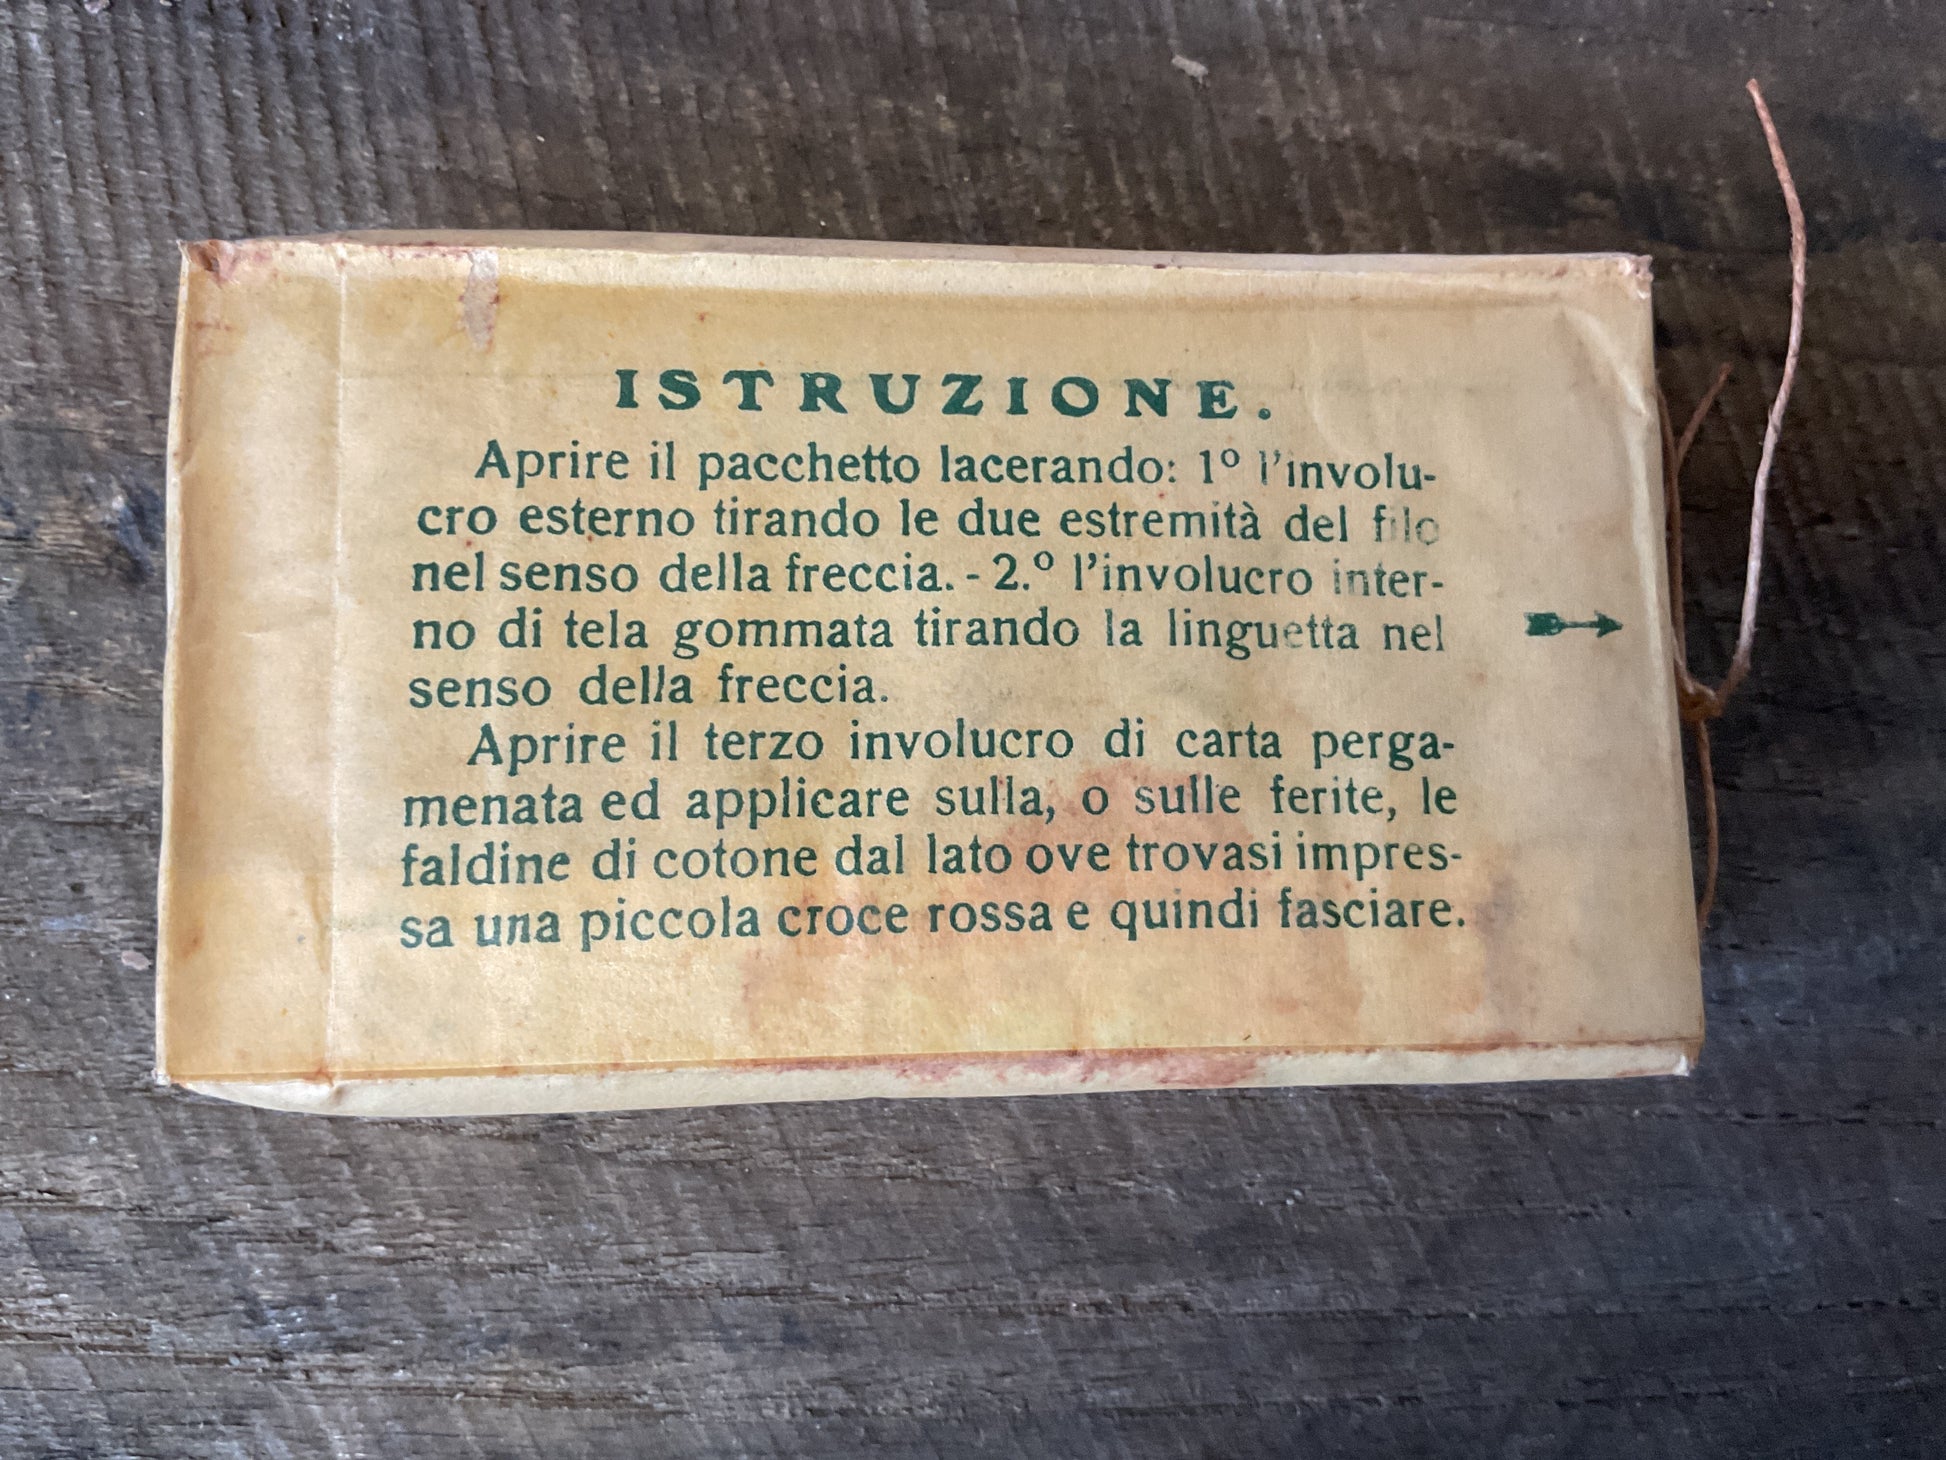 ISTRUZIONE.
Aprire il pacchetto lacerando: 1º l'involu-
cro esterno tirando le due estremità del filo
nel senso della freccia. - 2.º l'involucro inter-
no di tela gommata tirando la linguetta nel
senso della freccia.
Aprire il terzo involucro di carta perga-
menata ed applicare sulla, o sulle ferite, le
faldine di cotone dal lato ove trovasi impres-
sa una piccola croce rossa e quindi fasciare.